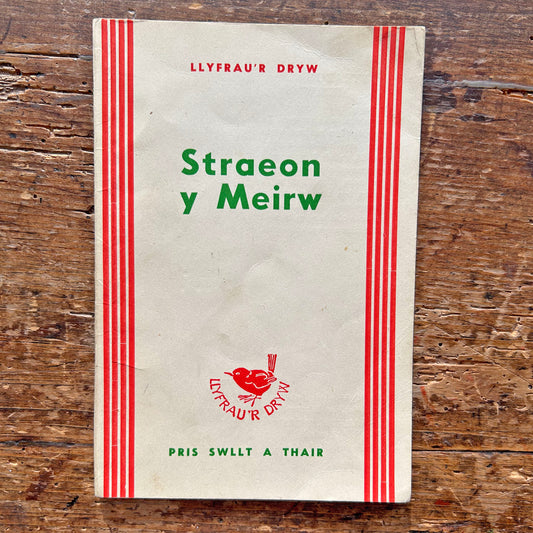 LLYFRAU'R DRYW
Straeon
y Meirw
LLYFRAU'R DRYW
PRIS SWLLT A THAIR